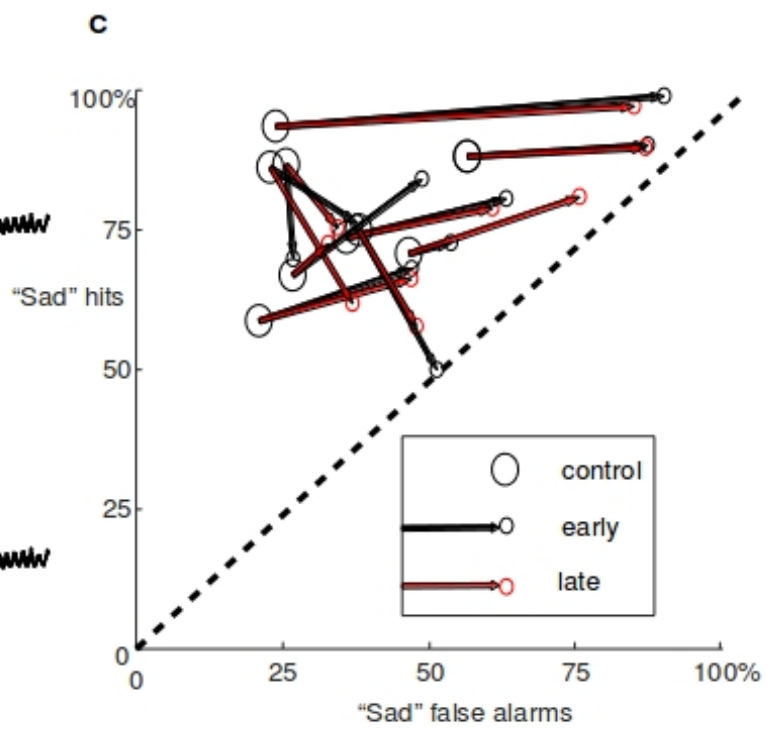 C
100%
75
“Sad” hits
50
25
0
control
early
late
0
25
50
75
100%
“Sad” false alarms